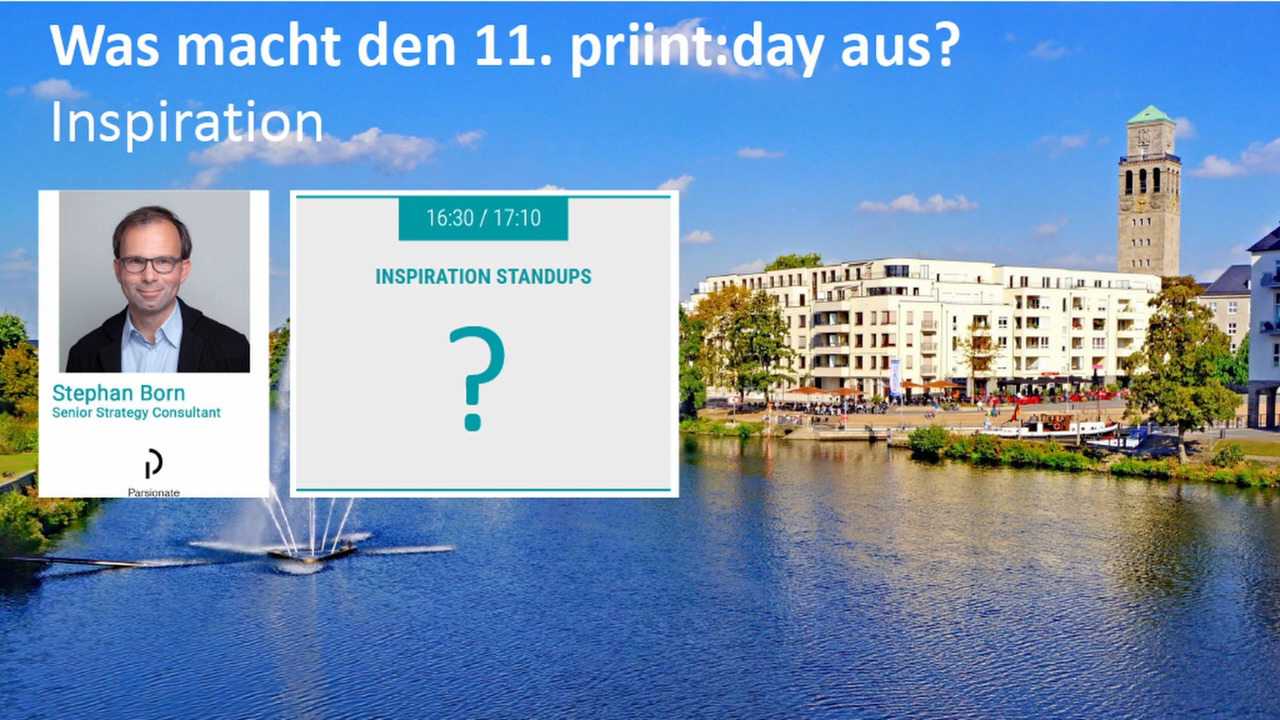 Was macht den 11. priint:day aus?
Inspiration
Stephan Born
Senior Strategy Consultant
Parsionate
16:30 / 17:10
INSPIRATION STANDUPS
?